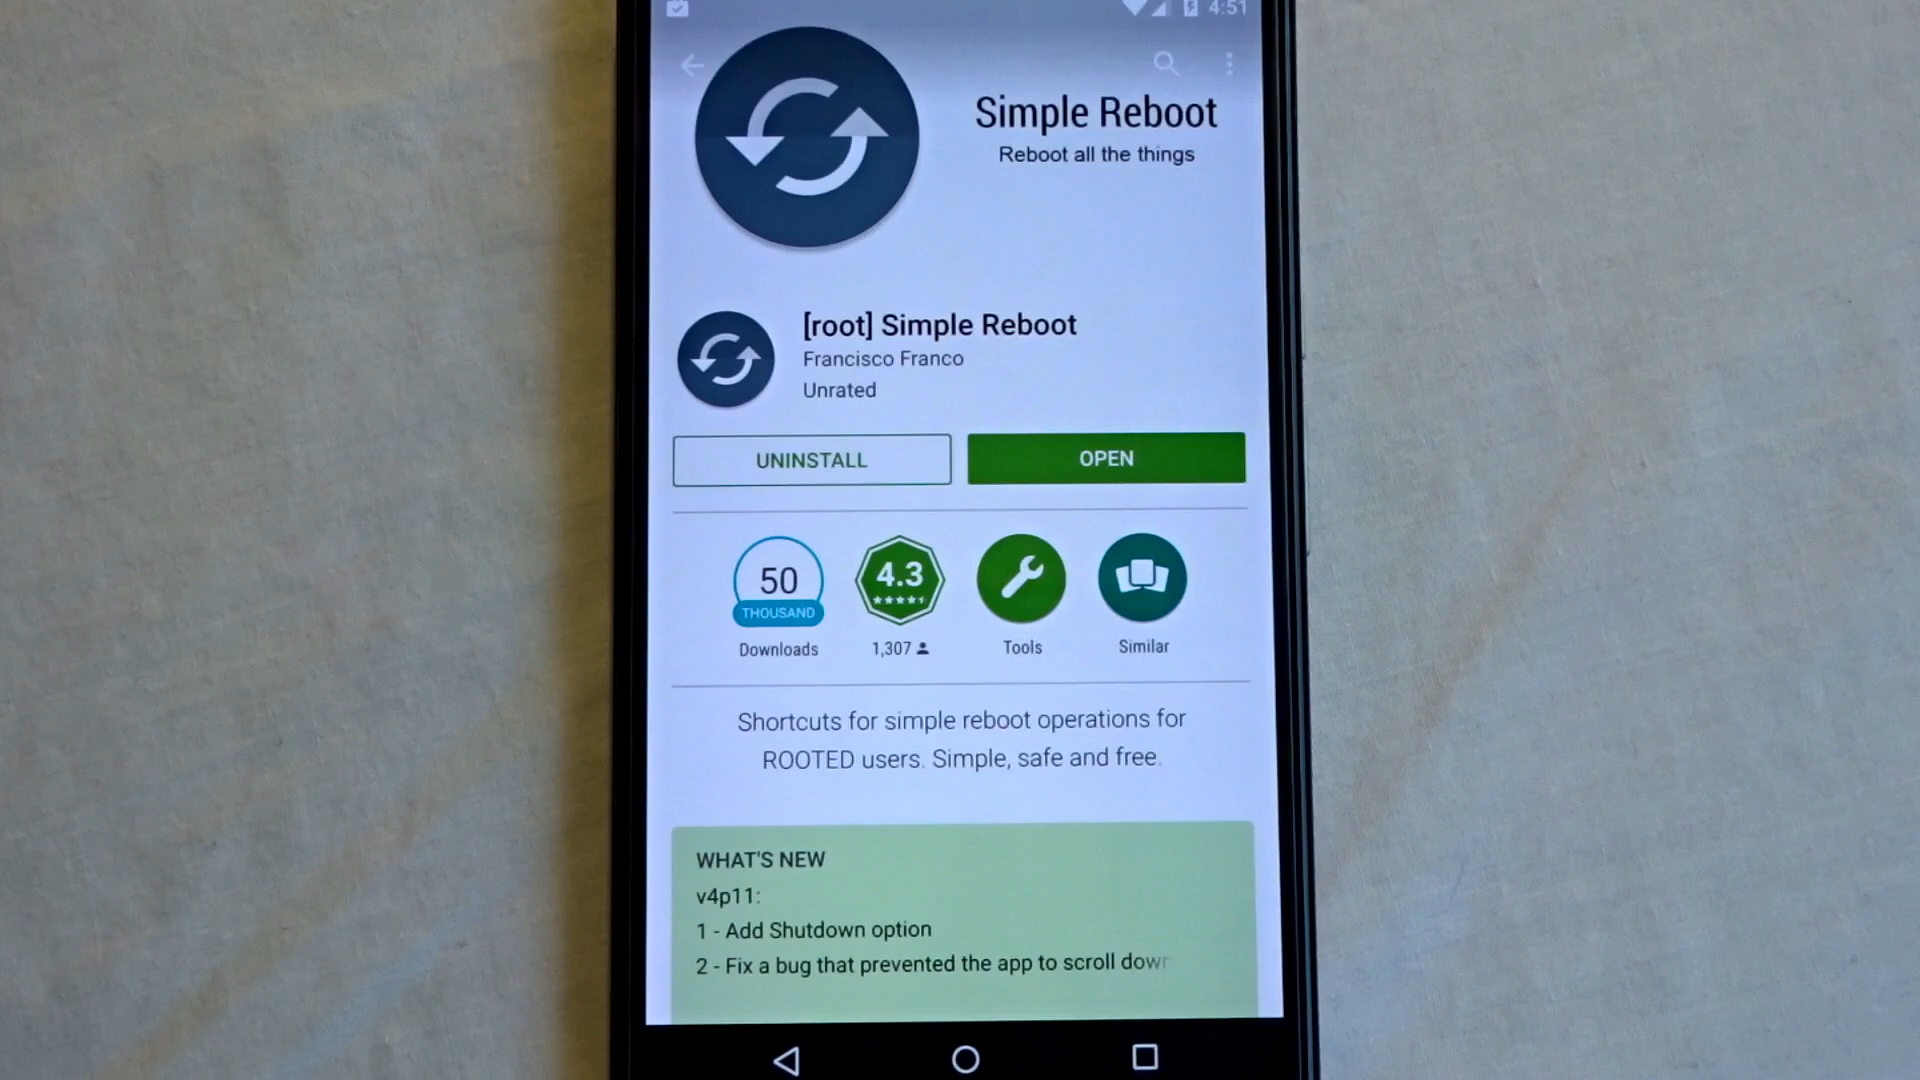 4:51
Simple Reboot
Reboot all the things
[root] Simple Reboot
Francisco Franco
Unrated
UNINSTALL
OPEN
50
THOUSAND
4.3
Downloads
1,307
Tools
Similar
Shortcuts for simple reboot operations for
ROOTED users. Simple, safe and free.
WHAT'S NEW
v4p11:
1 - Add Shutdown option
2 - Fix a bug that prevented the app to scroll down